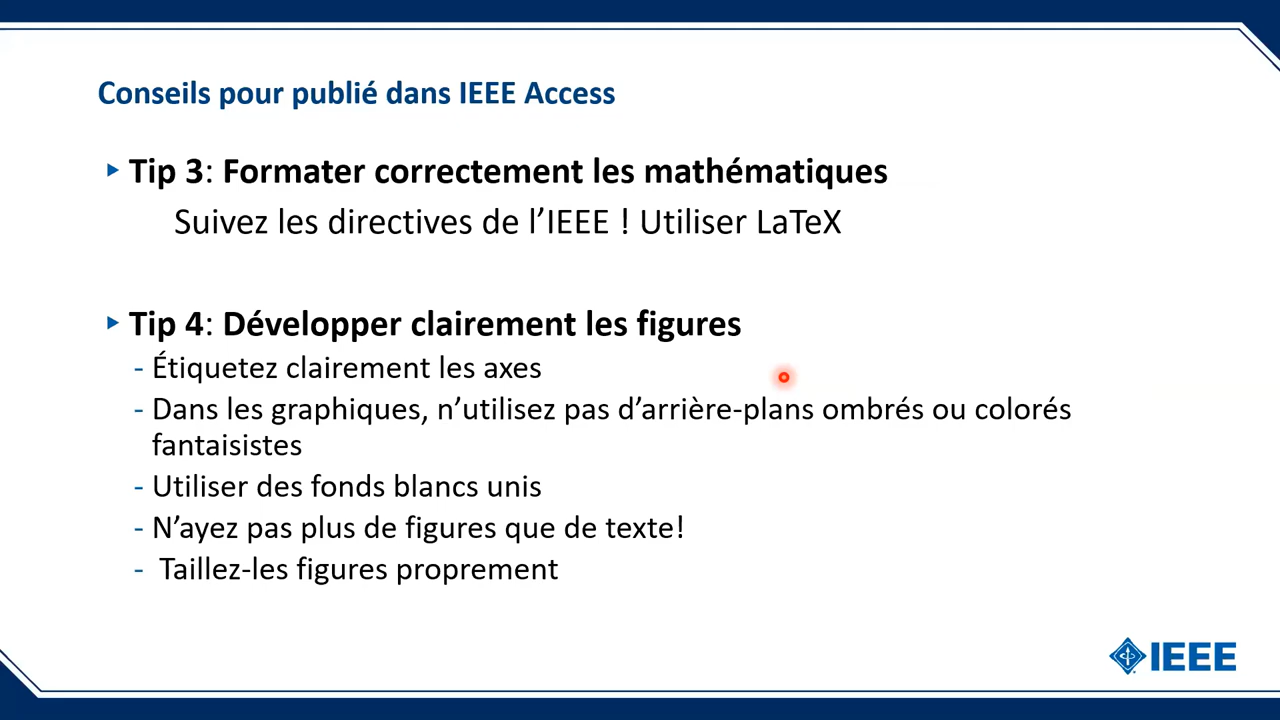 Conseils pour publié dans IEEE Access
Tip 3: Formater correctement les mathématiques
Suivez les directives de l’IEEE ! Utiliser LaTeX
Tip 4: Développer clairement les figures
- Étiquetez clairement les axes
- Dans les graphiques, n’utilisez pas d’arrière-plans ombrés ou colorés
fantaisistes
- Utiliser des fonds blancs unis
- N’ayez pas plus de figures que de texte!
- Taillez-les figures proprement
IEEE